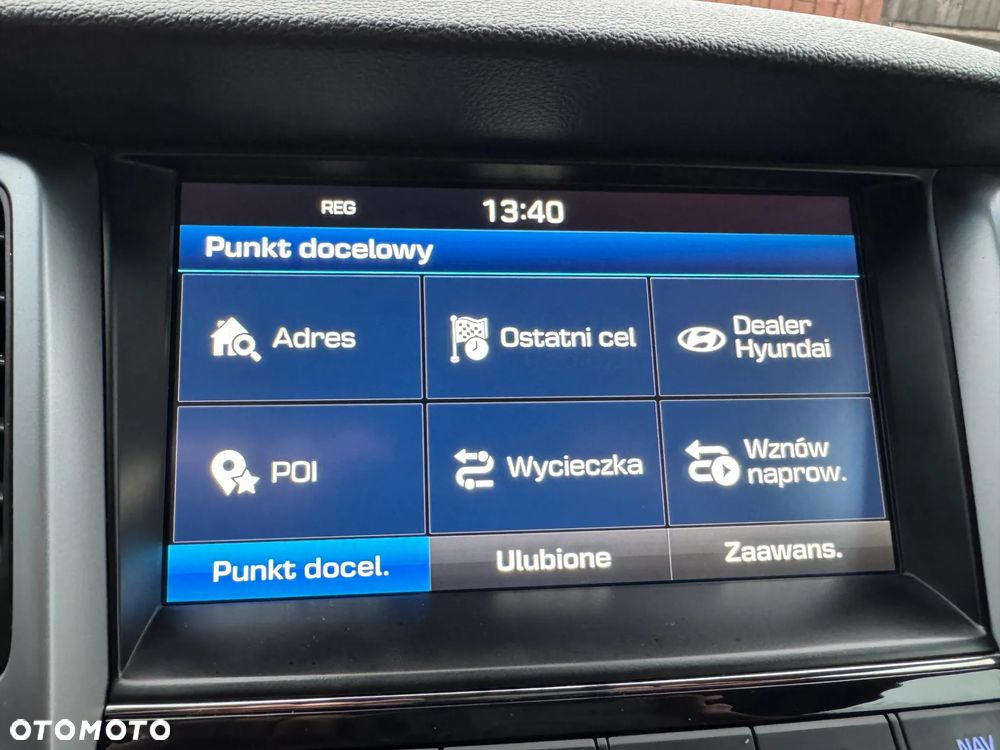 REG 13:40
Punkt docelowy
Adres
Ostatni cel
Dealer
Hyundai
POI
Wycieczka
Wznów
naprow.
Punkt docel.
Ulubione
Zaawans.
NAV
OTOMOTO